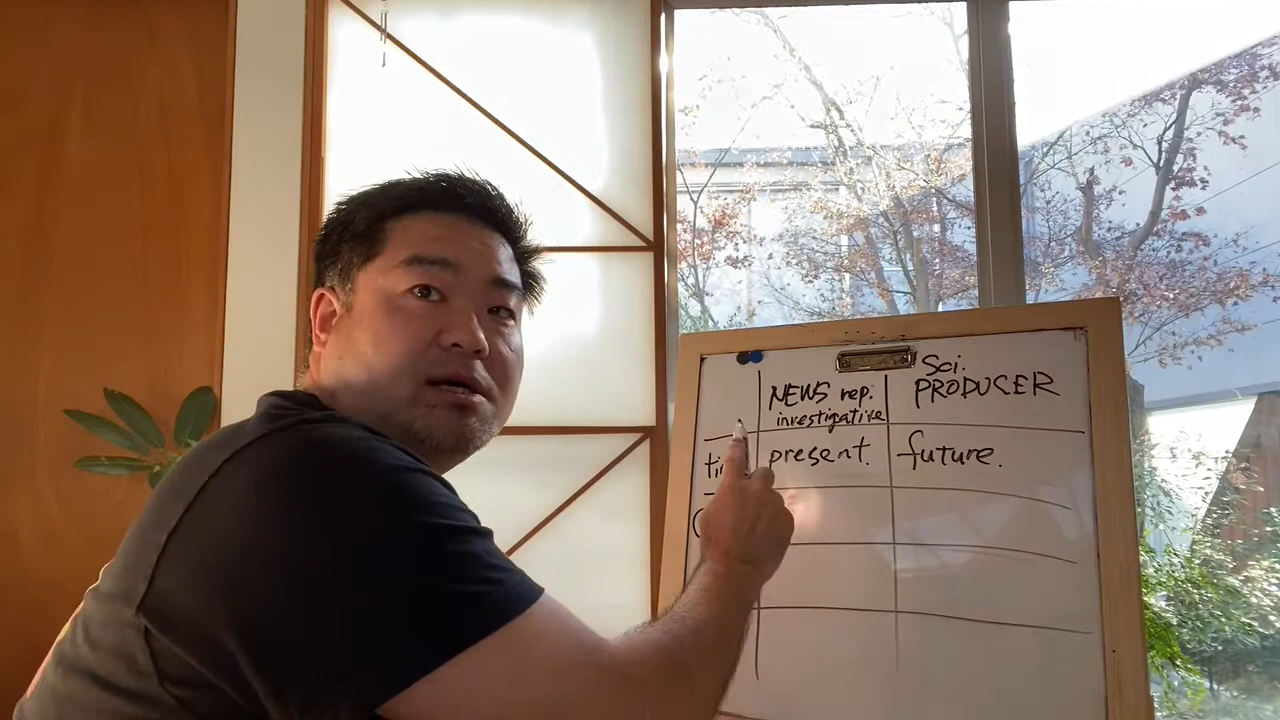 NEWS rep.
investigative
Sci.
PRODUCER
present.
future.